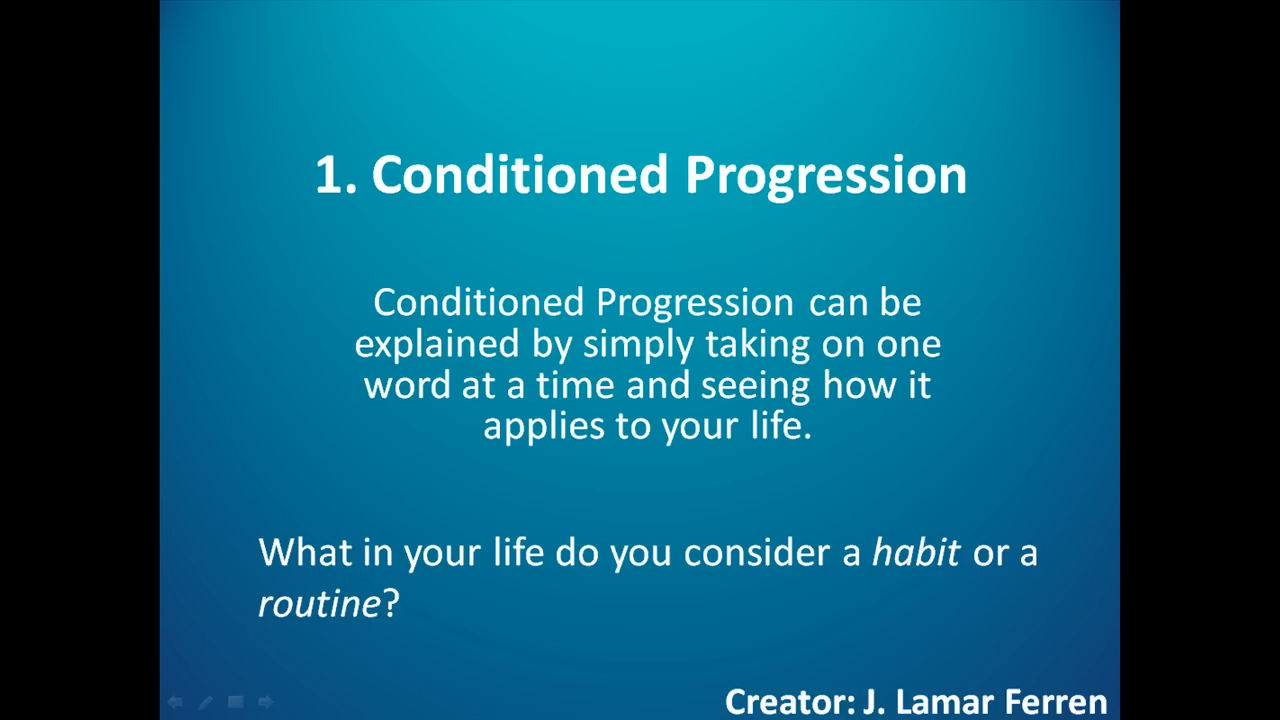 1. Conditioned Progression
Conditioned Progression can be
explained by simply taking on one
word at a time and seeing how it
applies to your life.
What in your life do you consider a habit or a
routine?
Creator: J. Lamar Ferren